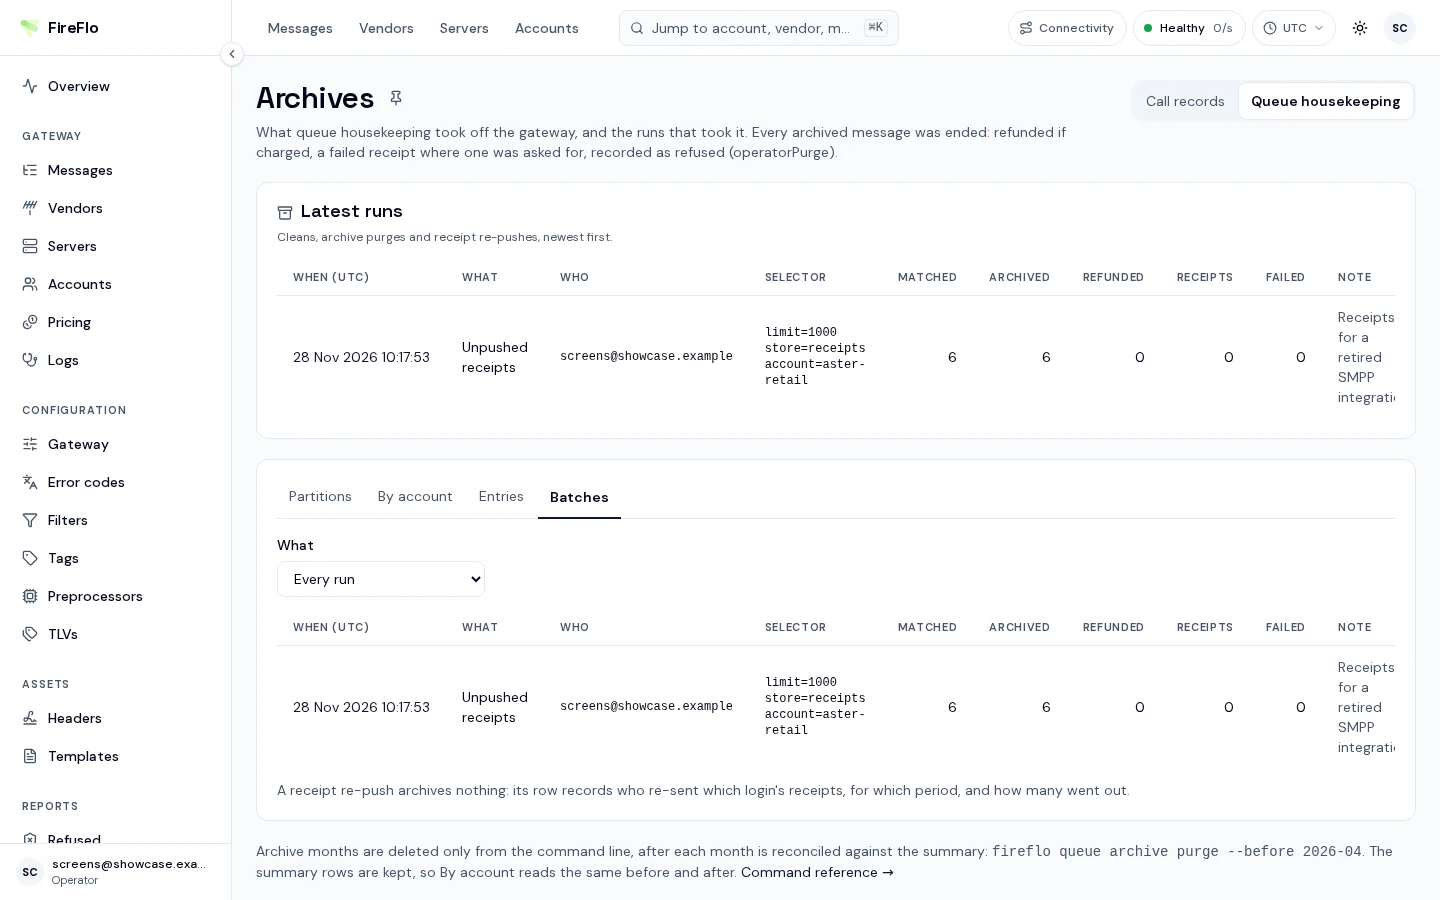 FireFlo
Messages
Vendors
Servers
Accounts
Jump to account, vendor, m...
⌘K
Connectivity
Healthy 0/s
UTC
SC
Overview
GATEWAY
Messages
Vendors
Servers
Accounts
Pricing
Logs
CONFIGURATION
Gateway
Error codes
Filters
Tags
Preprocessors
TLVs
ASSETS
Headers
Templates
REPORTS
Refused
SC
screens@showcase.exa...
Operator
Archives
Call records
Queue housekeeping
What queue housekeeping took off the gateway, and the runs that took it. Every archived message was ended: refunded if
charged, a failed receipt where one was asked for, recorded as refused (operatorPurge).
Latest runs
Cleans, archive purges and receipt re-pushes, newest first.
WHEN (UTC) WHAT WHO SELECTOR MATCHED ARCHIVED REFUNDED RECEIPTS FAILED NOTE
28 Nov 2026 10:17:53
Unpushed
receipts
screens@showcase.example
limit=1000
store=receipts
account=aster-
retail
6 6 0 0 0
Receipts
for a
retired
SMPP
Partitions
By account
Entries
Batches
What
Every run
WHEN (UTC) WHAT WHO SELECTOR MATCHED ARCHIVED REFUNDED RECEIPTS FAILED NOTE
28 Nov 2026 10:17:53
Unpushed
receipts
screens@showcase.example
limit=1000
store=receipts
account=aster-
retail
6 6 0 0 0
Receipts
for a
retired
SMPP
A receipt re-push archives nothing: its row records who re-sent which login's receipts, for which period, and how many went out.
Archive months are deleted only from the command line, after each month is reconciled against the summary: fireflo queue archive purge --before 2026-04. The
summary rows are kept, so By account reads the same before and after. Command reference →